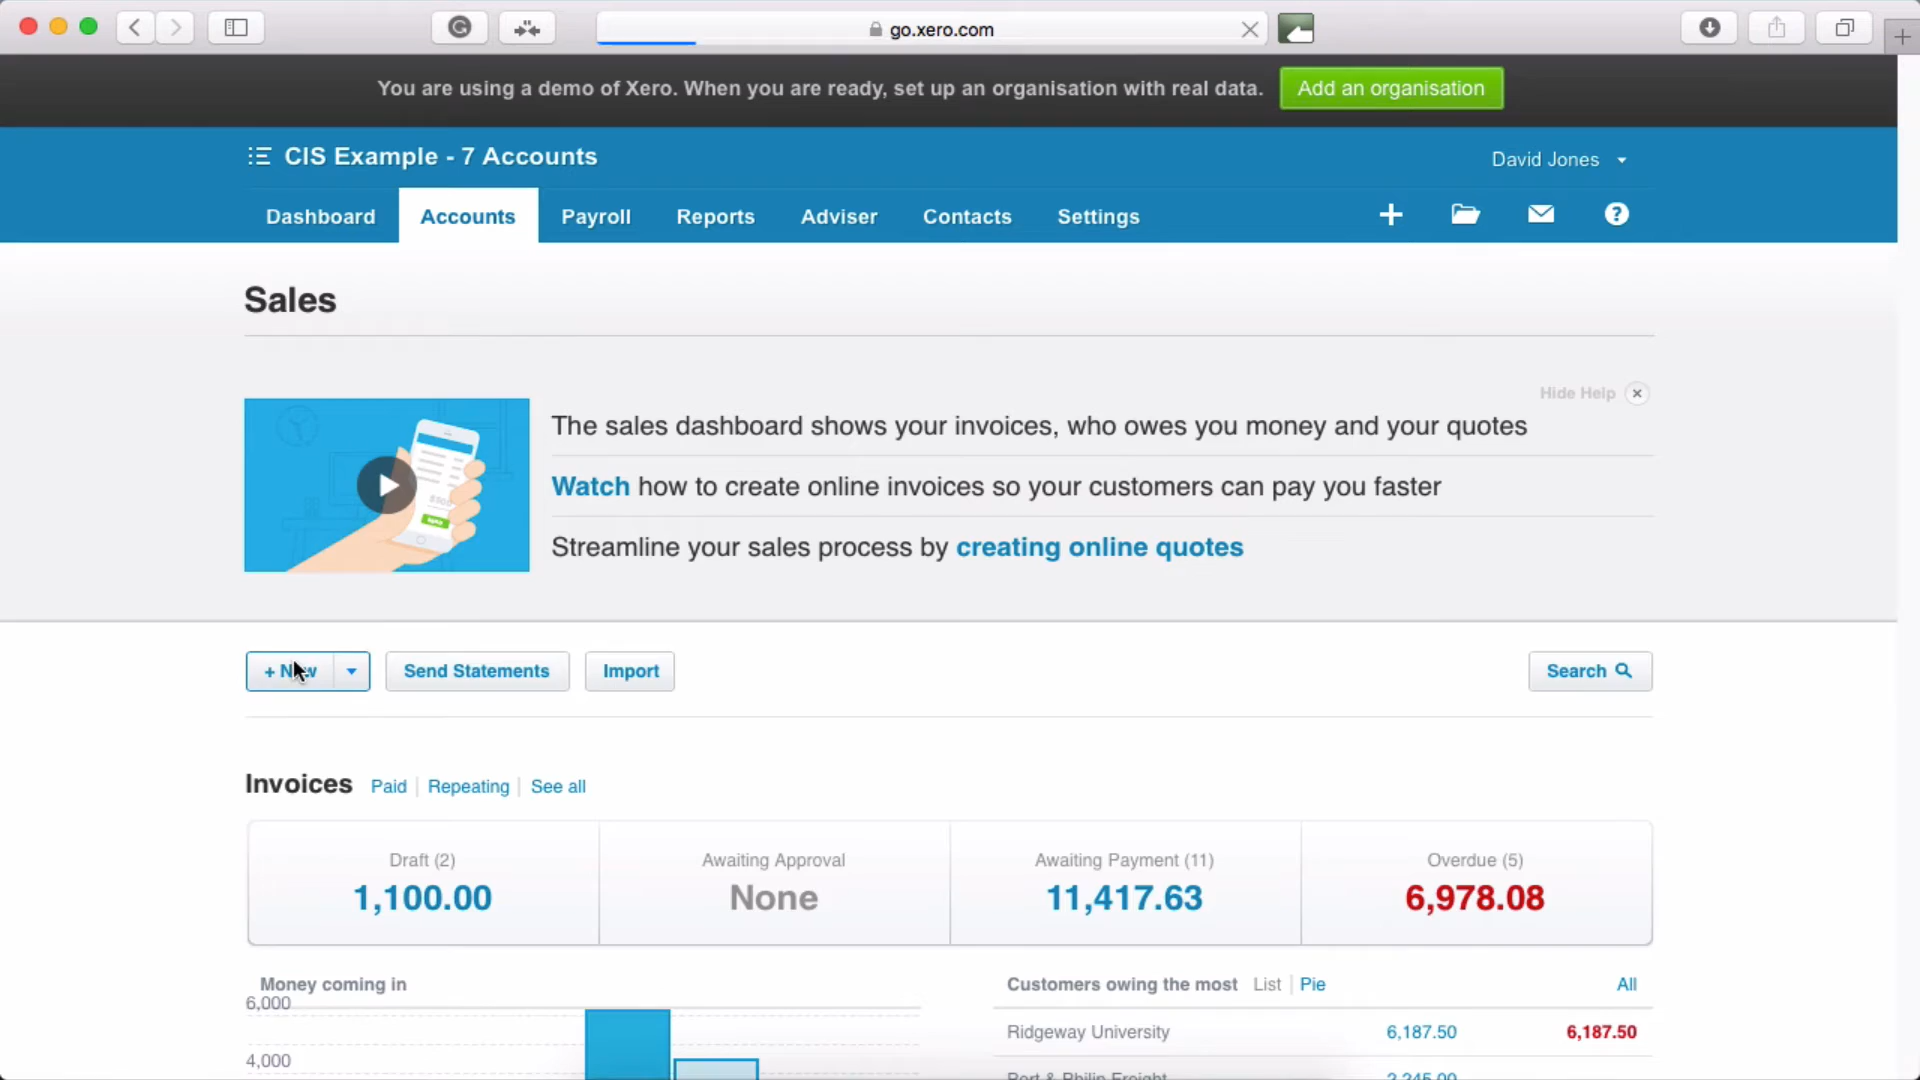 go.xero.com
You are using a demo of Xero. When you are ready, set up an organisation with real data. Add an organisation
CIS Example - 7 Accounts
David Jones
Dashboard Accounts Payroll Reports Adviser Contacts Settings
Sales
Hide Help
The sales dashboard shows your invoices, who owes you money and your quotes
Watch how to create online invoices so your customers can pay you faster
Streamline your sales process by creating online quotes
+ New Send Statements Import Search
Invoices Paid Repeating See all
Draft (2) Awaiting Approval Awaiting Payment (11) Overdue (5)
1,100.00 None 11,417.63 6,978.08
Money coming in Customers owing the most List Pie All
6,000
Ridgeway University 6,187.50 6,187.50
4,000